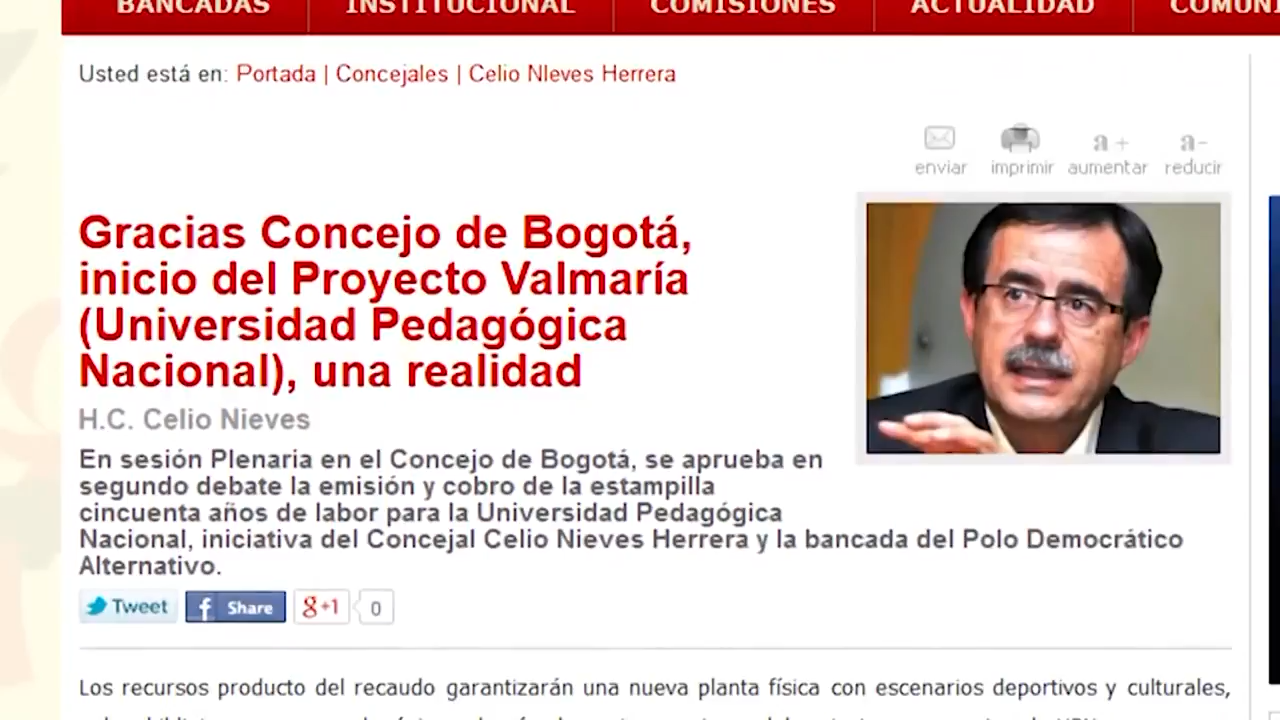 BANCADAS INSTITUCIONAL COMISIONES ACTUALIDAD
Usted está en: Portada | Concejales | Celio NIeves Herrera
enviar imprimir aumentar reducir
Gracias Concejo de Bogotá,
inicio del Proyecto Valmaría
(Universidad Pedagógica
Nacional), una realidad
H.C. Celio Nieves
En sesión Plenaria en el Concejo de Bogotá, se aprueba en
segundo debate la emisión y cobro de la estampilla
cincuenta años de labor para la Universidad Pedagógica
Nacional, iniciativa del Concejal Celio Nieves Herrera y la bancada del Polo Democrático
Alternativo.
Tweet Share g+1 0
Los recursos producto del recaudo garantizarán una nueva planta física con escenarios deportivos y culturales,